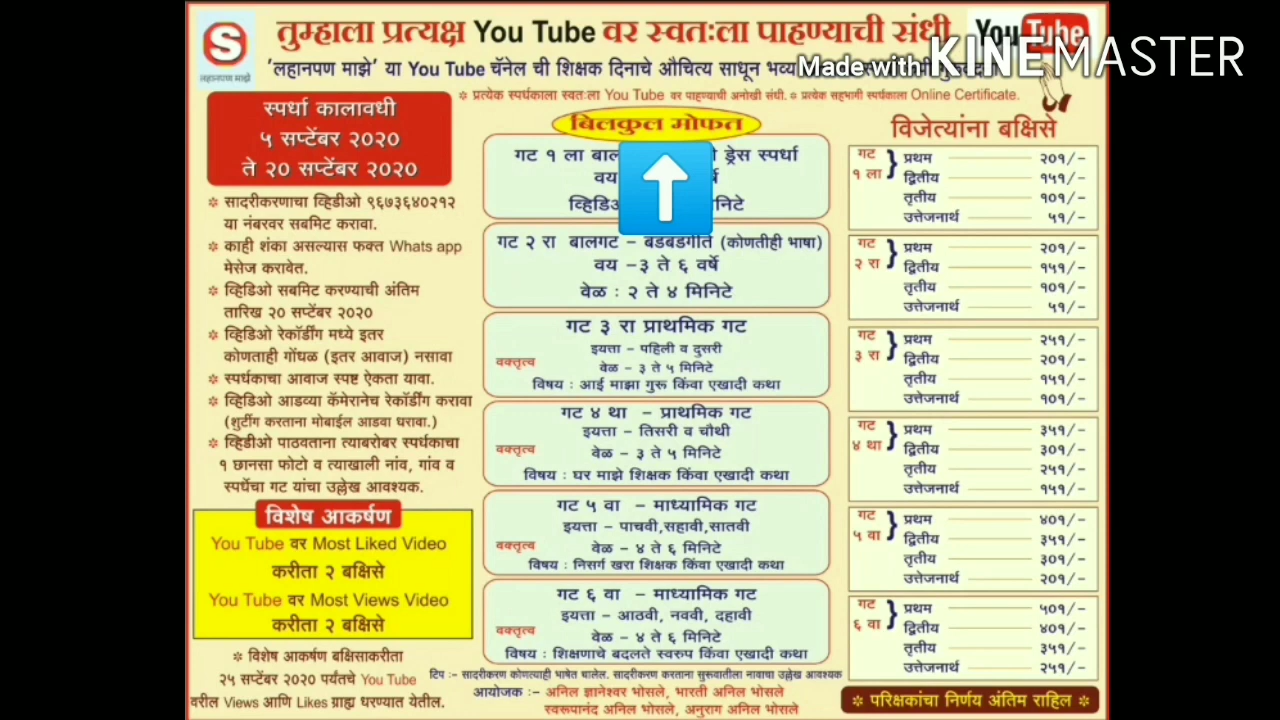 S
लहानपण माझे
तुम्हाला प्रत्यक्ष You Tube वर स्वतःला पाहण्याची संधी
You Tube
'लहानपण माझे' या You Tube चॅनेल ची शिक्षक दिनाचे औचित्य साधून भव्य
Made with KINEMASTER
* प्रत्येक स्पर्धकाला स्वतःला You Tube वर पाहण्याची अनोखी संधी. * प्रत्येक सहभागी स्पर्धकाला Online Certificate.
स्पर्धा कालावधी
५ सप्टेंबर २०२०
ते २० सप्टेंबर २०२०
* सादरीकरणाचा व्हिडीओ ९६७३६४०२१२
या नंबरवर सबमिट करावा.
* काही शंका असल्यास फक्त Whats app
मेसेज करावेत.
* व्हिडिओ सबमिट करण्याची अंतिम
तारिख २० सप्टेंबर २०२०
* व्हिडिओ रेकॉर्डींग मध्ये इतर
कोणताही गोंधळ (इतर आवाज) नसावा
* स्पर्धकाचा आवाज स्पष्ट ऐकता यावा.
* व्हिडिओ आडव्या कॅमेरानेच रेकॉर्डींग करावा
(शुटींग करताना मोबाईल आडवा धरावा.)
* व्हिडीओ पाठवताना त्याबरोबर स्पर्धकाचा
१ छानसा फोटो व त्याखाली नांव, गांव व
स्पर्धेचा गट यांचा उल्लेख आवश्यक.
विशेष आकर्षण
You Tube वर Most Liked Video
करीता २ बक्षिसे
You Tube वर Most Views Video
करीता २ बक्षिसे
* विशेष आकर्षण बक्षिसाकरीता
२५ सप्टेंबर २०२० पर्यंतचे You Tube
वरील Views आणि Likes ग्राह्य धरण्यात येतील.
बिलकुल मोफत
गट १ ला बाल ड्रेस स्पर्धा
वय
गट २ रा बालगट – बडबडगीत (कोणतीही भाषा)
वय –३ ते ६ वर्षे
वेळ : २ ते ४ मिनिटे
गट ३ रा प्राथमिक गट
इयत्ता – पहिली व दुसरी
वक्तृत्व वेळ – ३ ते ५ मिनिटे
विषय : आई माझा गुरू किंवा एखादी कथा
गट ४ था – प्राथमिक गट
इयत्ता – तिसरी व चौथी
वक्तृत्व वेळ – ३ ते ५ मिनिटे
विषय : घर माझे शिक्षक किंवा एखादी कथा
गट ५ वा – माध्यामिक गट
इयत्ता – पाचवी,सहावी,सातवी
वक्तृत्व वेळ – ४ ते ६ मिनिटे
विषय : निसर्ग खरा शिक्षक किंवा एखादी कथा
गट ६ वा – माध्यामिक गट
इयत्ता – आठवी, नववी, दहावी
वक्तृत्व वेळ – ४ ते ६ मिनिटे
विषय : शिक्षणाचे बदलते स्वरुप किंवा एखादी कथा
टिप :- सादरीकरण कोणत्याही भाषेत चालेल. सादरीकरण करताना सुरूवातीला नावाचा उल्लेख आवश्यक
आयोजक :- अनिल ज्ञानेश्वर भोसले, भारती अनिल भोसले
स्वरूपानंद अनिल भोसले, अनुराग अनिल भोसले
विजेत्यांना बक्षिसे
गट १ ला
प्रथम २०१/-
द्वितीय १५१/-
तृतीय १०१/-
उत्तेजनार्थ ५१/-
गट २ रा
प्रथम २०१/-
द्वितीय १५१/-
तृतीय १०१/-
उत्तेजनार्थ ५१/-
गट ३ रा
प्रथम २५१/-
द्वितीय २०१/-
तृतीय १५१/-
उत्तेजनार्थ १०१/-
गट ४ था
प्रथम ३५१/-
द्वितीय ३०१/-
तृतीय २५१/-
उत्तेजनार्थ १५१/-
गट ५ वा
प्रथम ४०१/-
द्वितीय ३५१/-
तृतीय ३०१/-
उत्तेजनार्थ २०१/-
गट ६ वा
प्रथम ५०१/-
द्वितीय ४०१/-
तृतीय ३५१/-
उत्तेजनार्थ २५१/-
* परिक्षकांचा निर्णय अंतिम राहिल *